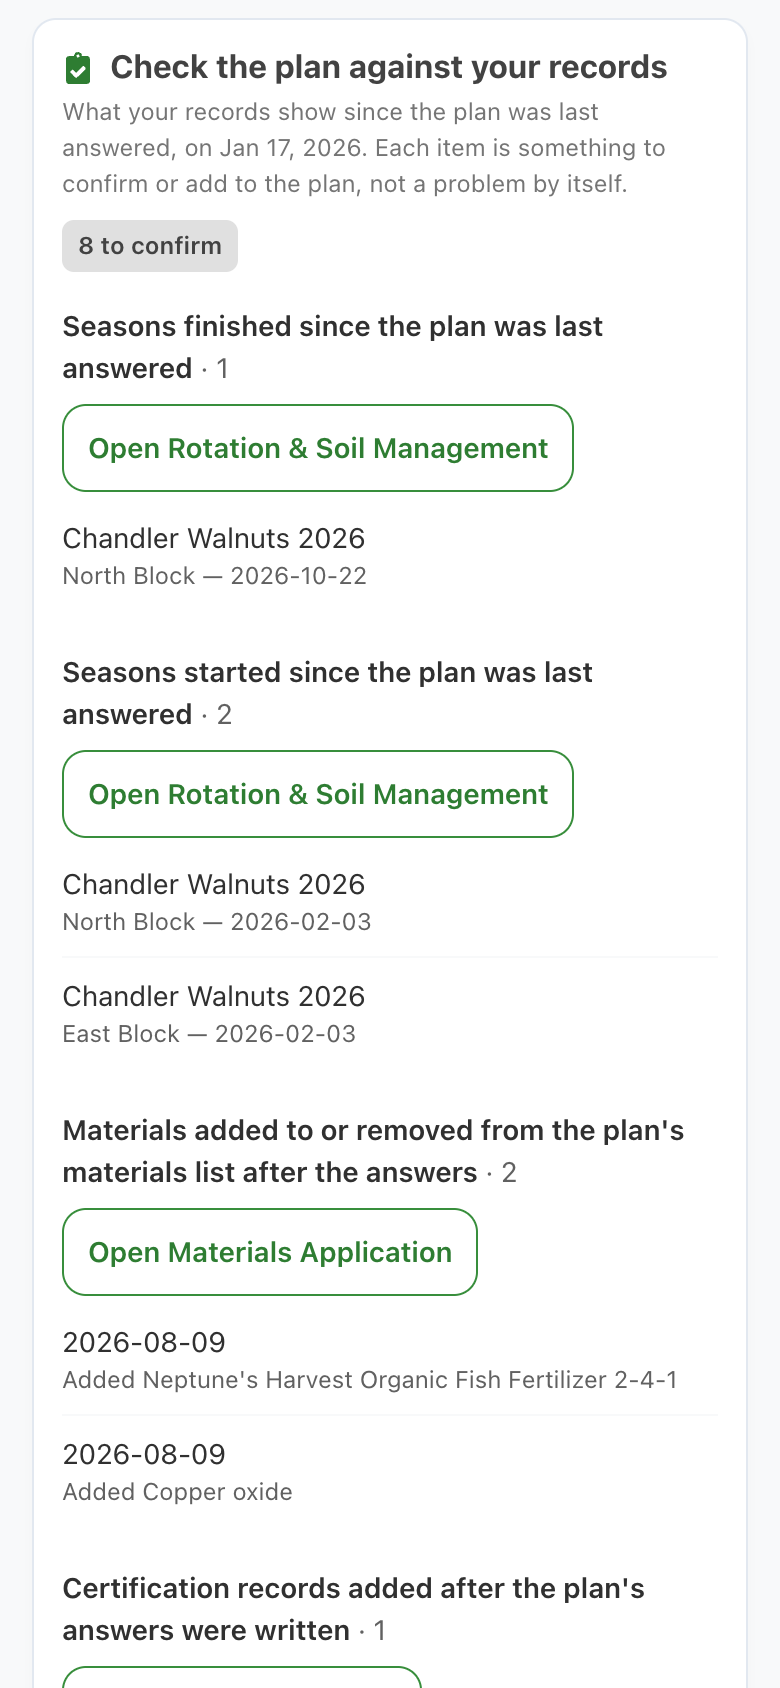 Check the plan against your records
What your records show since the plan was last
answered, on Jan 17, 2026. Each item is something to
confirm or add to the plan, not a problem by itself.
8 to confirm
Seasons finished since the plan was last
answered · 1
Open Rotation & Soil Management
Chandler Walnuts 2026
North Block — 2026-10-22
Seasons started since the plan was last
answered · 2
Open Rotation & Soil Management
Chandler Walnuts 2026
North Block — 2026-02-03
Chandler Walnuts 2026
East Block — 2026-02-03
Materials added to or removed from the plan's
materials list after the answers · 2
Open Materials Application
2026-08-09
Added Neptune's Harvest Organic Fish Fertilizer 2-4-1
2026-08-09
Added Copper oxide
Certification records added after the plan's
answers were written · 1